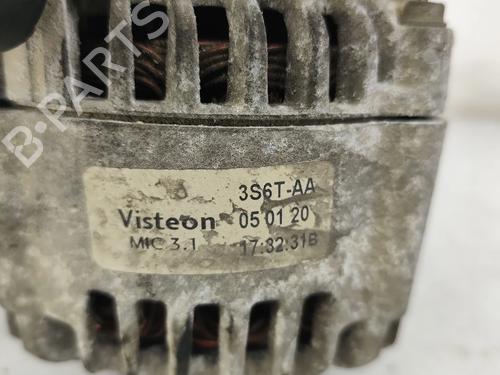 B-PARTS
3S6T-AA
Visteon 05 01 20
MIC 3.1 17:32:31B